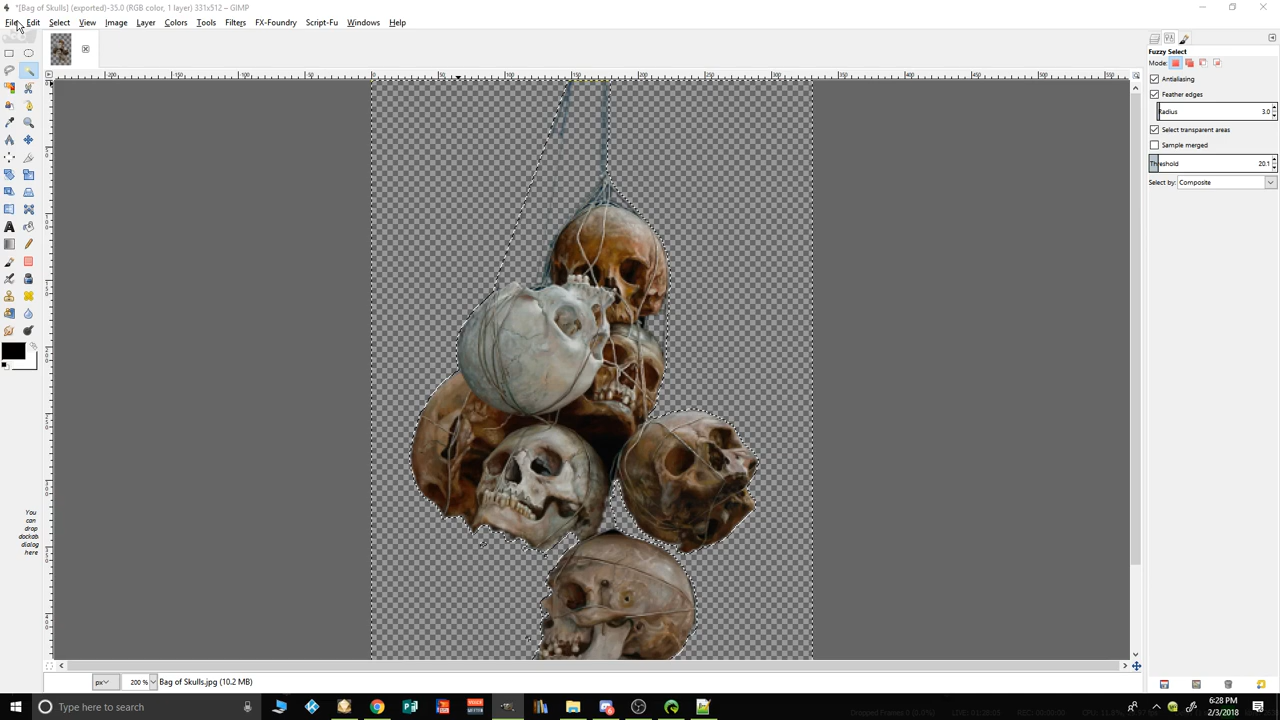 *[Bag of Skulls] (exported)-35.0 (RGB color, 1 layer) 331x512 – GIMP
File Edit Select View Image Layer Colors Tools Filters FX-Foundry Script-Fu Windows Help
Fuzzy Select
Mode:
Antialiasing
Feather edges
Radius 3.0
Select transparent areas
Sample merged
Threshold 20.1
Select by: Composite
You
can
drop
dockab
dialog
here
px 200 % Bag of Skulls.jpg (10.2 MB)
Type here to search
6:28 PM
2/3/2018